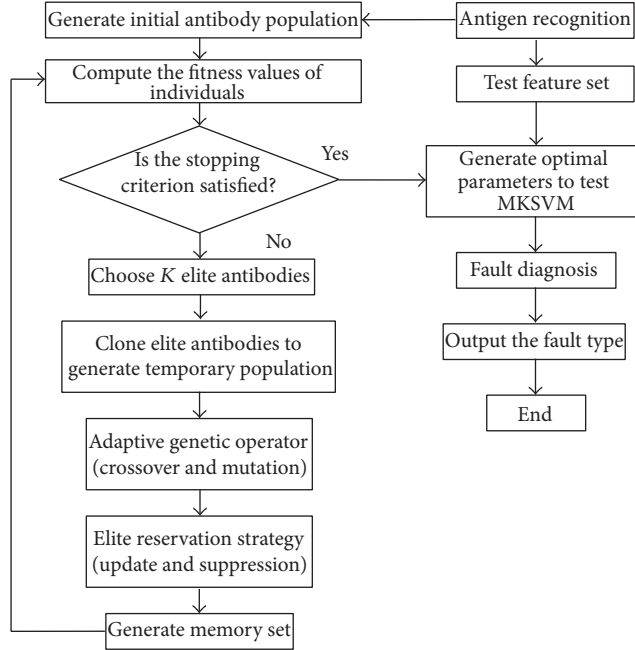 Generate initial antibody population
Antigen recognition
Compute the fitness values of
individuals
Test feature set
Is the stopping
criterion satisfied?
Yes
Generate optimal
parameters to test
MKSVM
No
Choose K elite antibodies
Fault diagnosis
Clone elite antibodies to
generate temporary population
Output the fault type
End
Adaptive genetic operator
(crossover and mutation)
Elite reservation strategy
(update and suppression)
Generate memory set